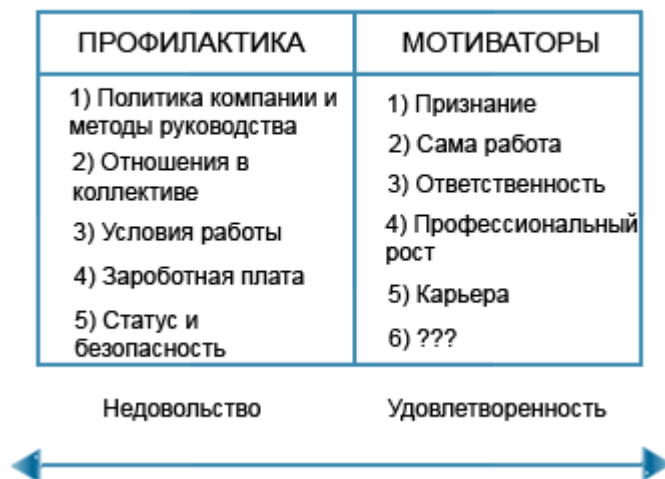 ПРОФИЛАКТИКА
МОТИВАТОРЫ
1) Политика компании и
методы руководства
2) Отношения в
коллективе
3) Условия работы
4) Зароботная плата
5) Статус и
безопасность
1) Признание
2) Сама работа
3) Ответственность
4) Профессиональный
рост
5) Карьера
6) ???
Недовольство
Удовлетворенность